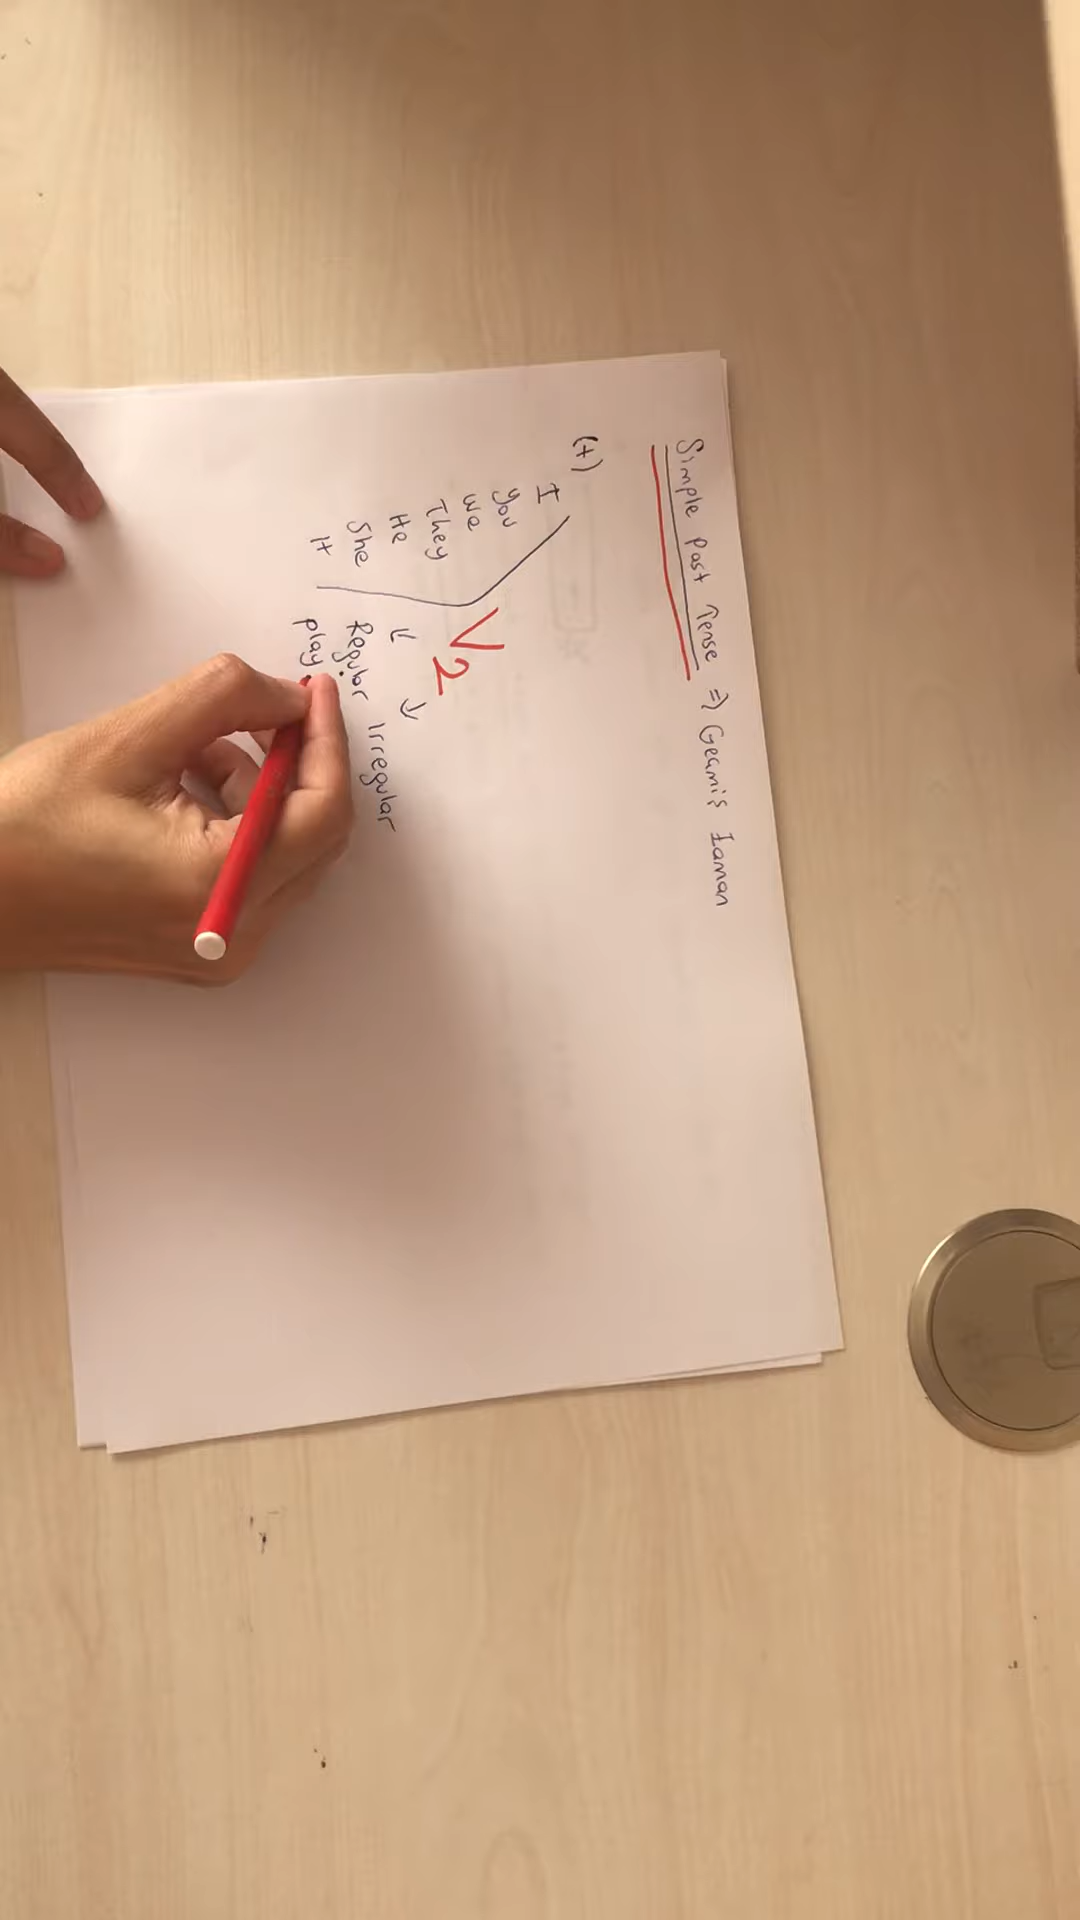 Simple Past Tense => Geçmiş Zaman
(+)
I
You
We
They
He
She
It
V2
↓ ↓
Regular Irregular
play